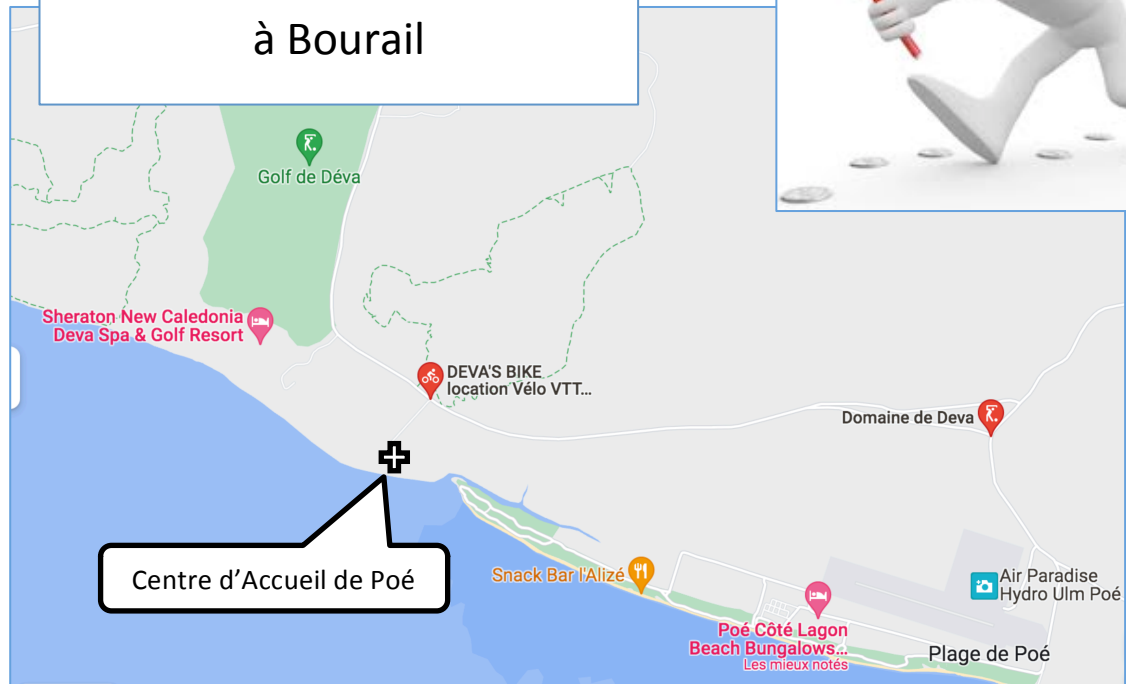 à Bourail
Golf de Déva
Sheraton New Caledonia
Deva Spa & Golf Resort
DEVA'S BIKE
location Vélo VTT...
Domaine de Deva
Centre d'Accueil de Poé
Snack Bar l'Alizé
Air Paradise
Hydro Ulm Poé
Poé Côté Lagon
Beach Bungalows...
Les mieux notés
Plage de Poé